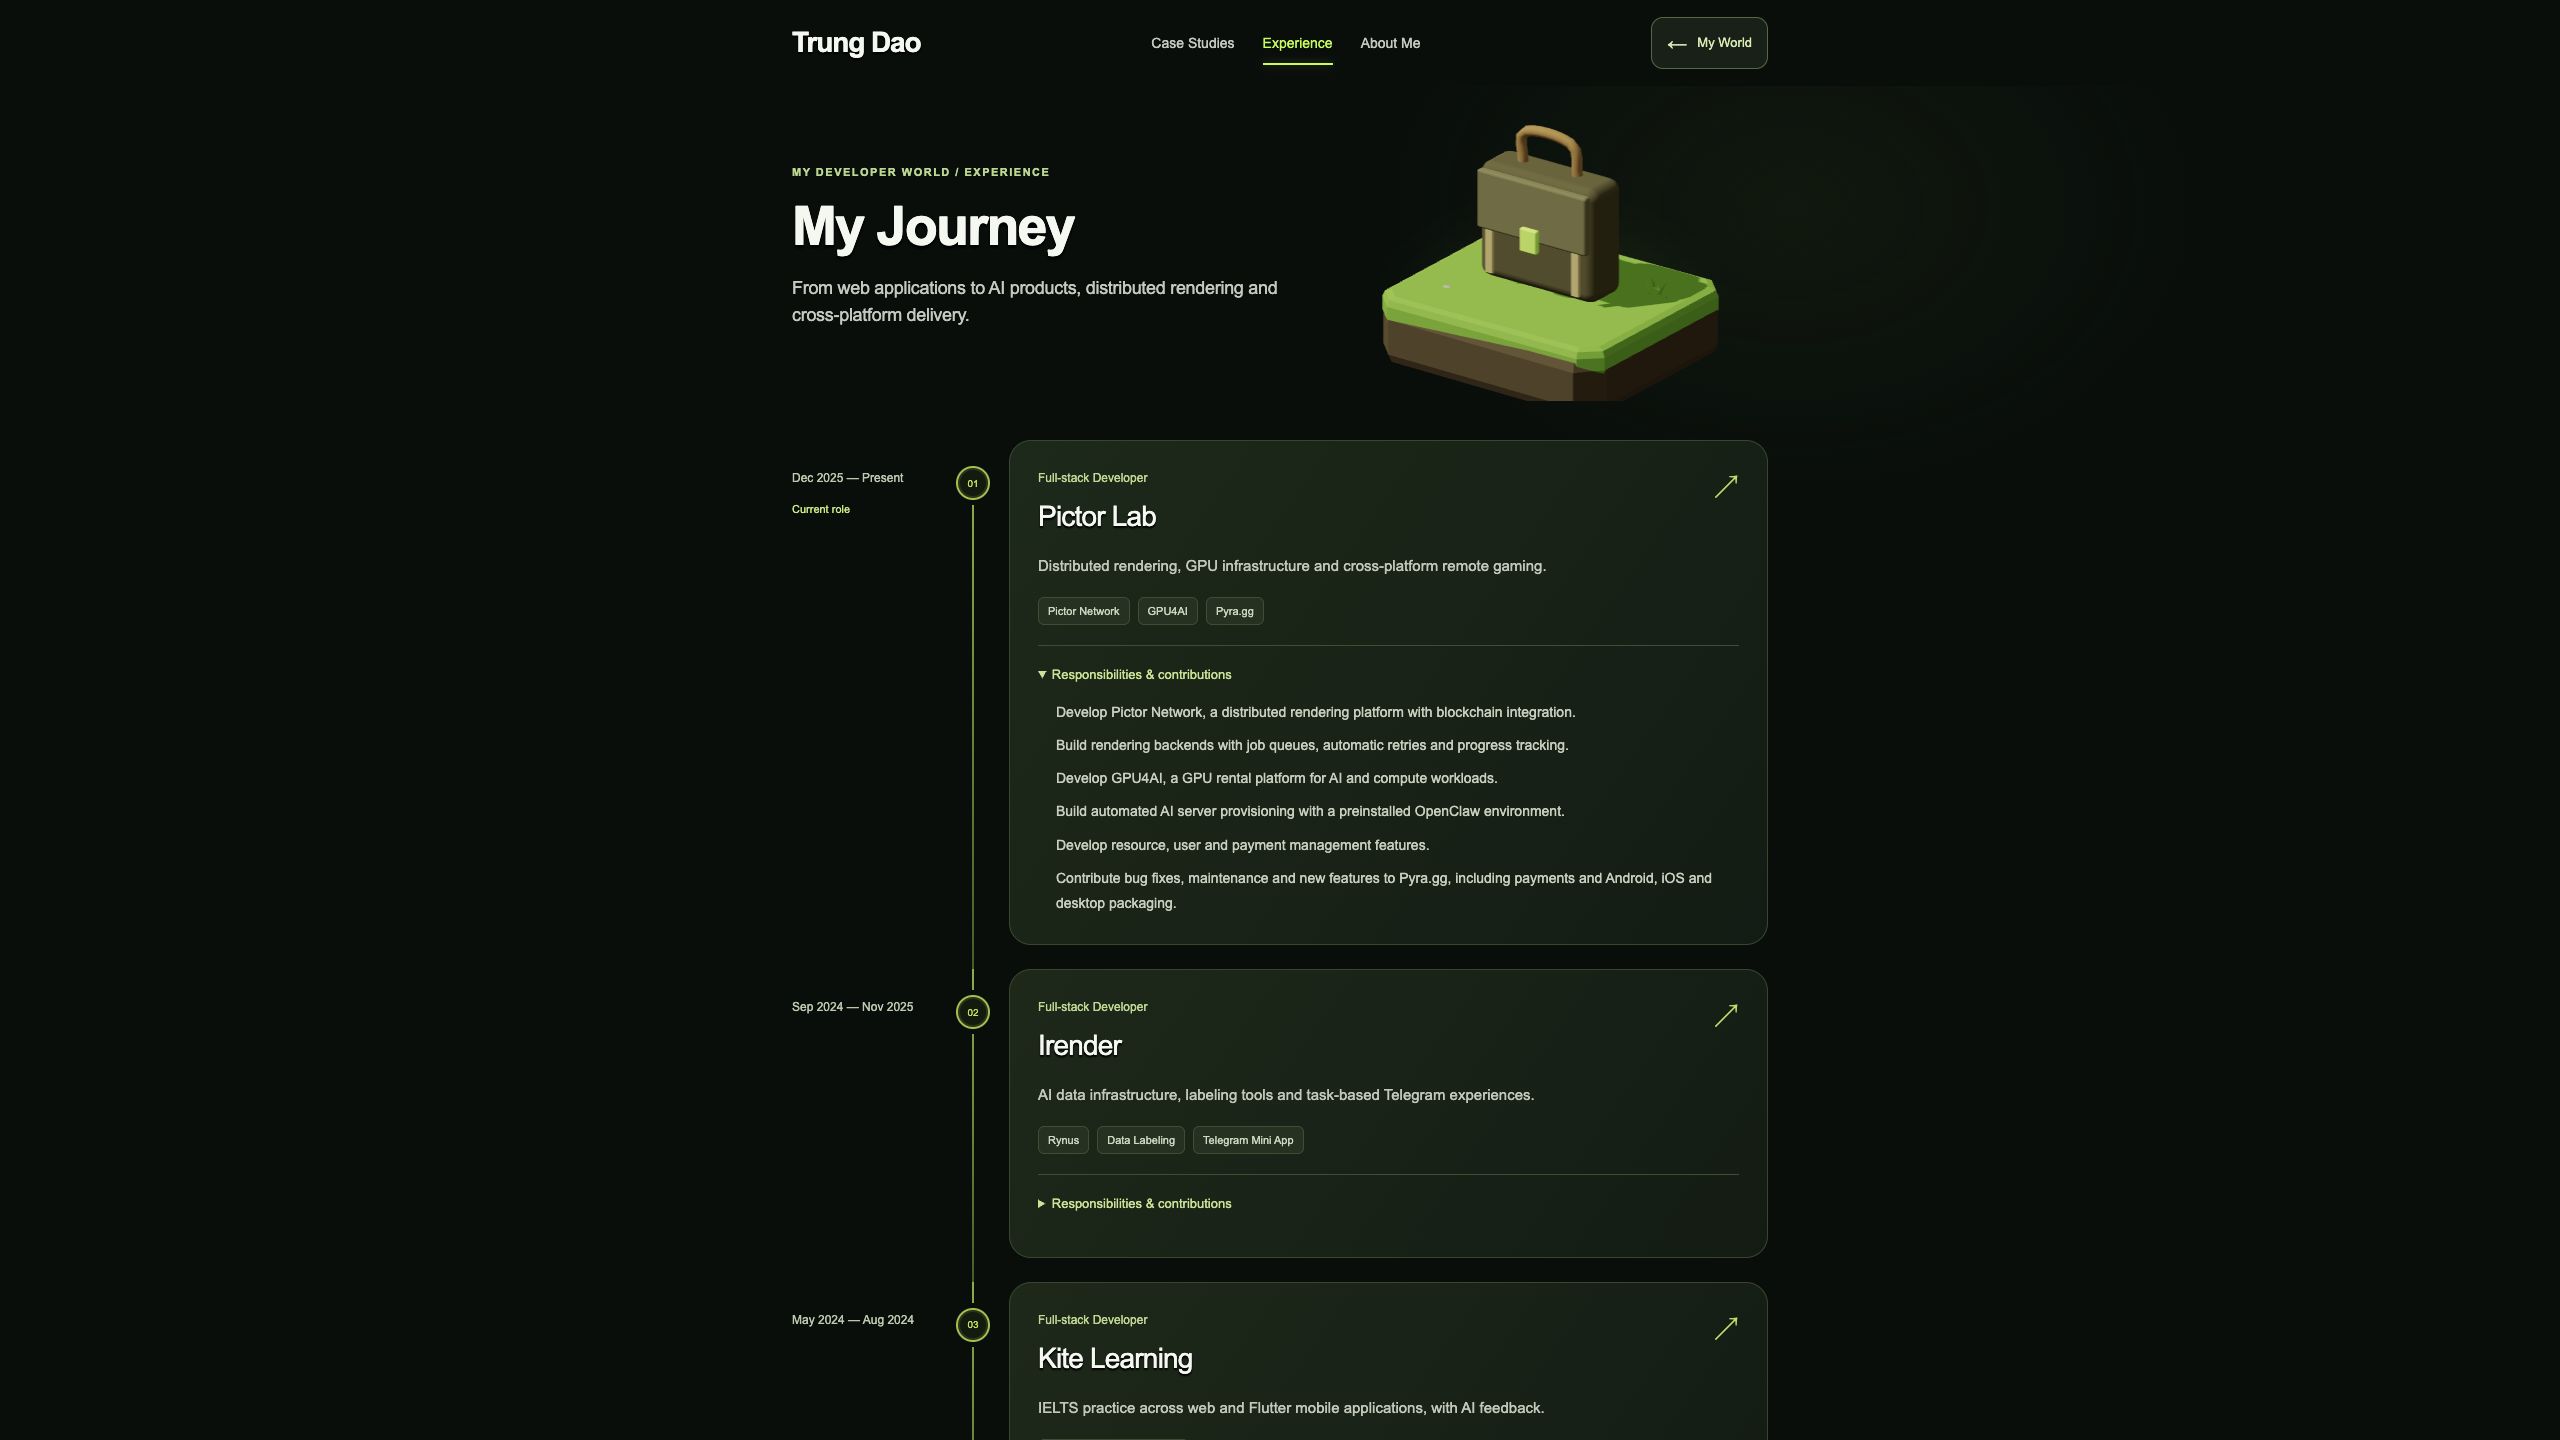 Trung Dao
Case Studies
Experience
About Me
← My World
MY DEVELOPER WORLD / EXPERIENCE
My Journey
From web applications to AI products, distributed rendering and
cross-platform delivery.
Dec 2025 — Present
Current role
01
Full-stack Developer
Pictor Lab
Distributed rendering, GPU infrastructure and cross-platform remote gaming.
Pictor Network
GPU4AI
Pyra.gg
Responsibilities & contributions
Develop Pictor Network, a distributed rendering platform with blockchain integration.
Build rendering backends with job queues, automatic retries and progress tracking.
Develop GPU4AI, a GPU rental platform for AI and compute workloads.
Build automated AI server provisioning with a preinstalled OpenClaw environment.
Develop resource, user and payment management features.
Contribute bug fixes, maintenance and new features to Pyra.gg, including payments and Android, iOS and
desktop packaging.
Sep 2024 — Nov 2025
02
Full-stack Developer
Irender
AI data infrastructure, labeling tools and task-based Telegram experiences.
Rynus
Data Labeling
Telegram Mini App
Responsibilities & contributions
May 2024 — Aug 2024
03
Full-stack Developer
Kite Learning
IELTS practice across web and Flutter mobile applications, with AI feedback.